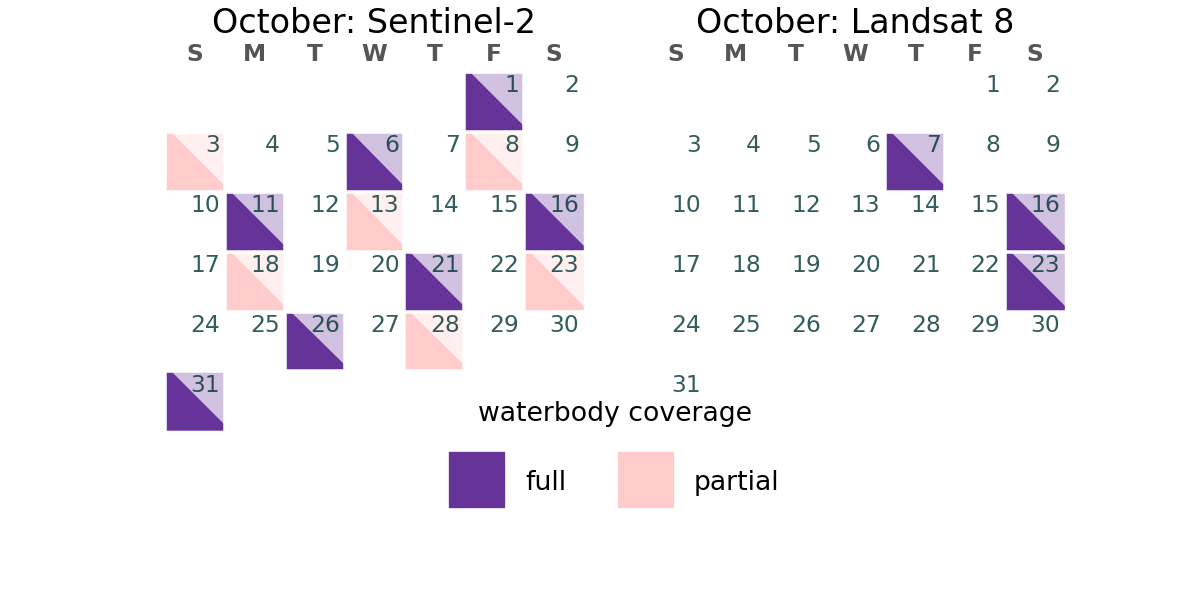 October: Sentinel-2
S M T W T F S
1 2
3 4 5 6 7 8 9
10 11 12 13 14 15 16
17 18 19 20 21 22 23
24 25 26 27 28 29 30
31
October: Landsat 8
S M T W T F S
1 2
3 4 5 6 7 8 9
10 11 12 13 14 15 16
17 18 19 20 21 22 23
24 25 26 27 28 29 30
31
waterbody coverage
full partial